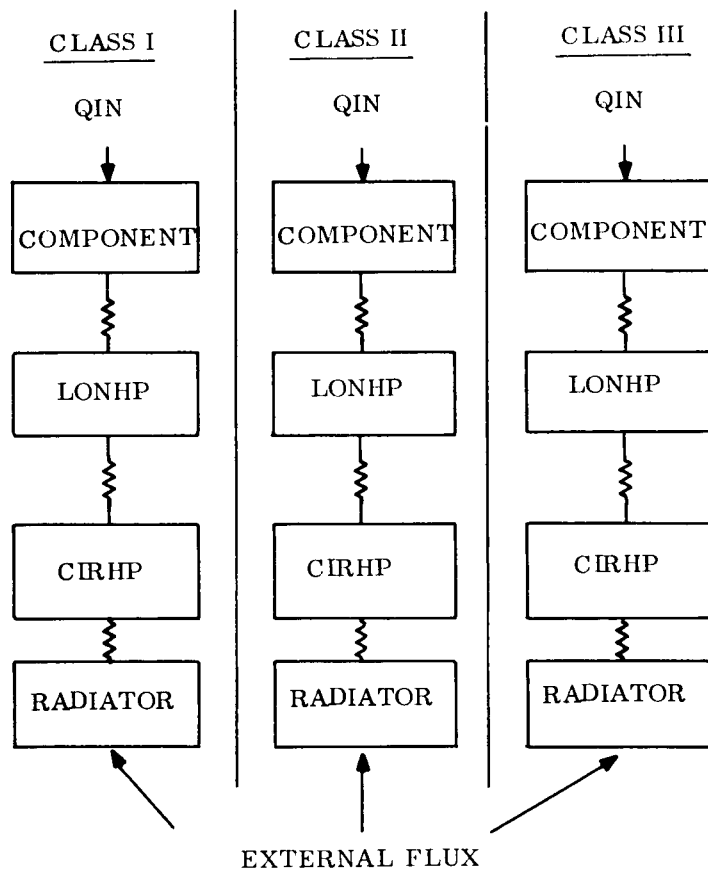 CLASS I
QIN
COMPONENT
LONHP
CIRHP
RADIATOR
CLASS II
QIN
COMPONENT
LONHP
CIRHP
RADIATOR
CLASS III
QIN
COMPONENT
LONHP
CIRHP
RADIATOR
EXTERNAL FLUX